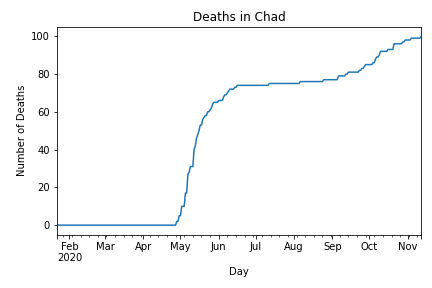 Deaths in Chad
100
80
60
40
20
0
Number of Deaths
Feb Mar Apr May Jun Jul Aug Sep Oct Nov
2020
Day